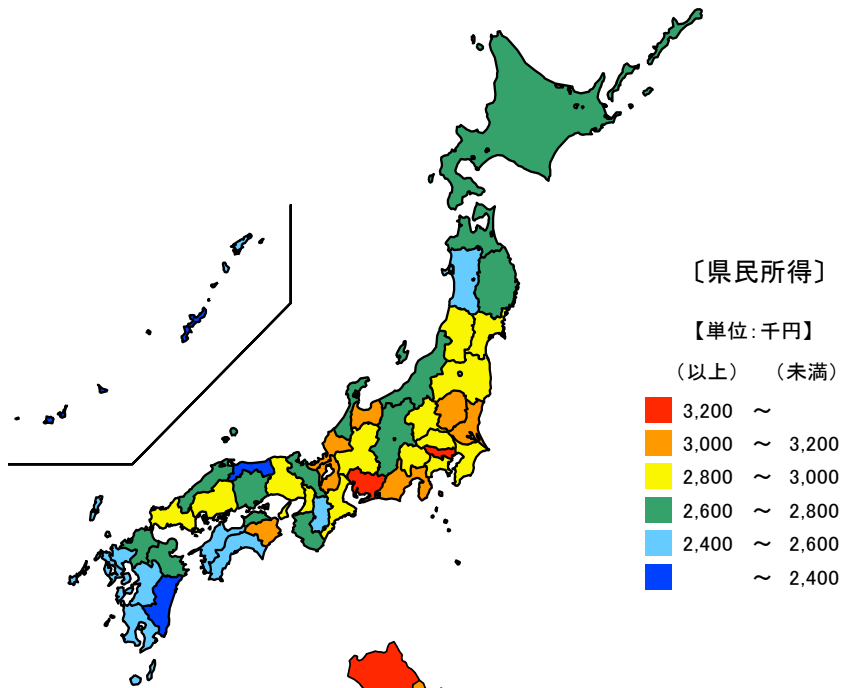 〔県民所得〕
【単位:千円】
(以上) (未満)
3,200 ～
3,000 ～ 3,200
2,800 ～ 3,000
2,600 ～ 2,800
2,400 ～ 2,600
～ 2,400